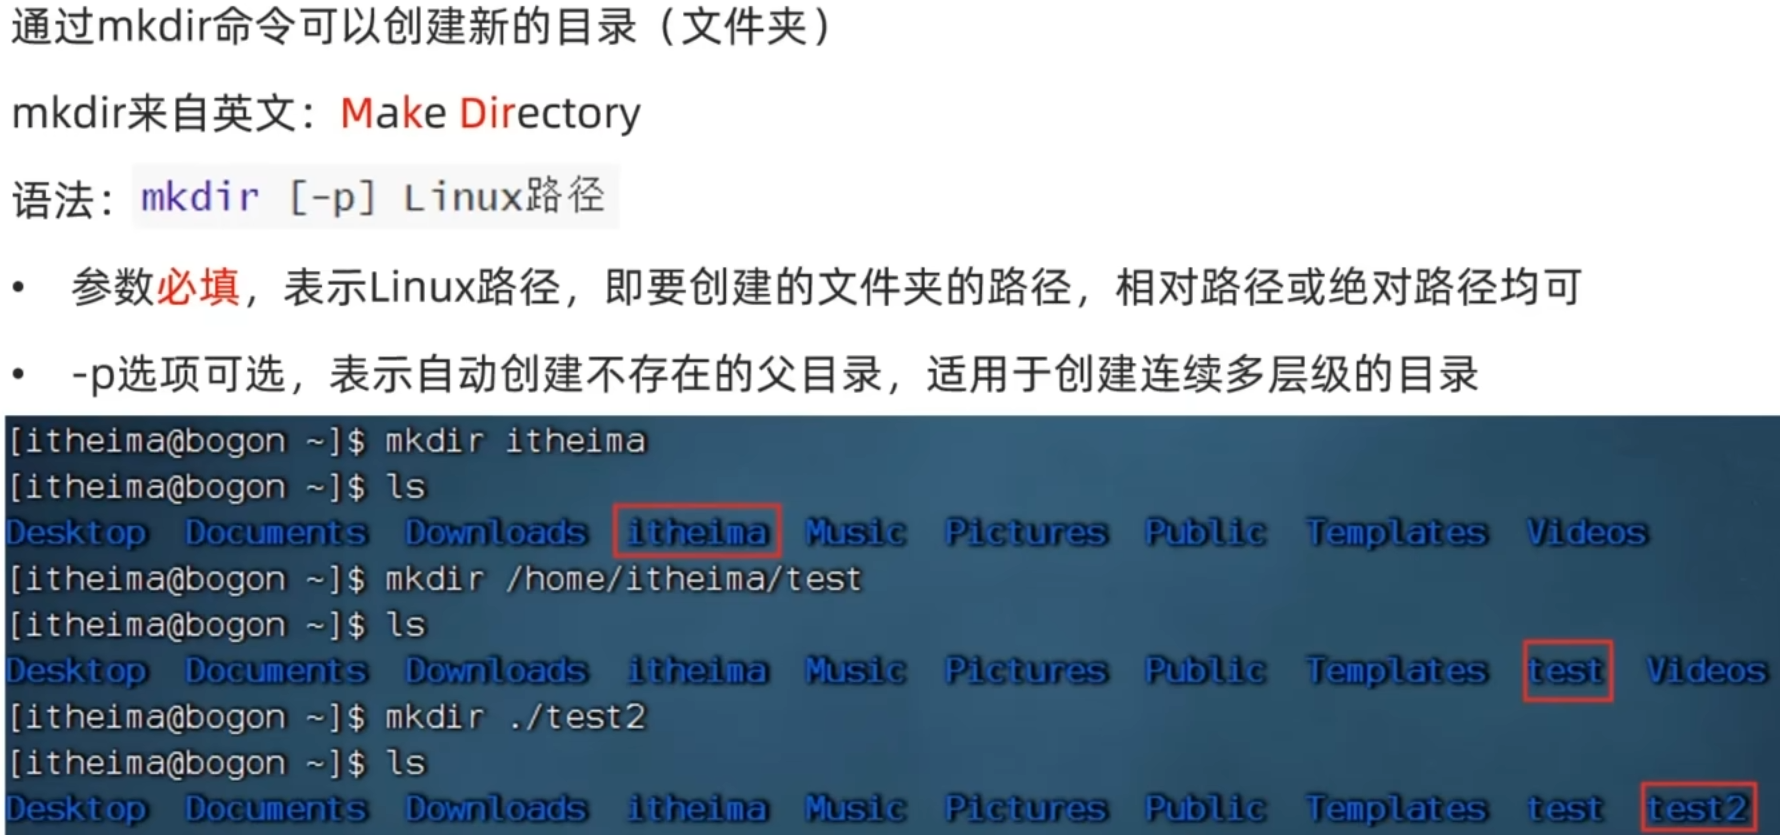 通过mkdir命令可以创建新的目录（文件夹）
mkdir来自英文：Make Directory
语法：mkdir [-p] Linux路径
• 参数必填，表示Linux路径，即要创建的文件夹的路径，相对路径或绝对路径均可
• -p选项可选，表示自动创建不存在的父目录，适用于创建连续多层级的目录
[itheima@bogon ~]$ mkdir itheima
[itheima@bogon ~]$ ls
Desktop Documents Downloads itheima Music Pictures Public Templates Videos
[itheima@bogon ~]$ mkdir /home/itheima/test
[itheima@bogon ~]$ ls
Desktop Documents Downloads itheima Music Pictures Public Templates test Videos
[itheima@bogon ~]$ mkdir ./test2
[itheima@bogon ~]$ ls
Desktop Documents Downloads itheima Music Pictures Public Templates test test2